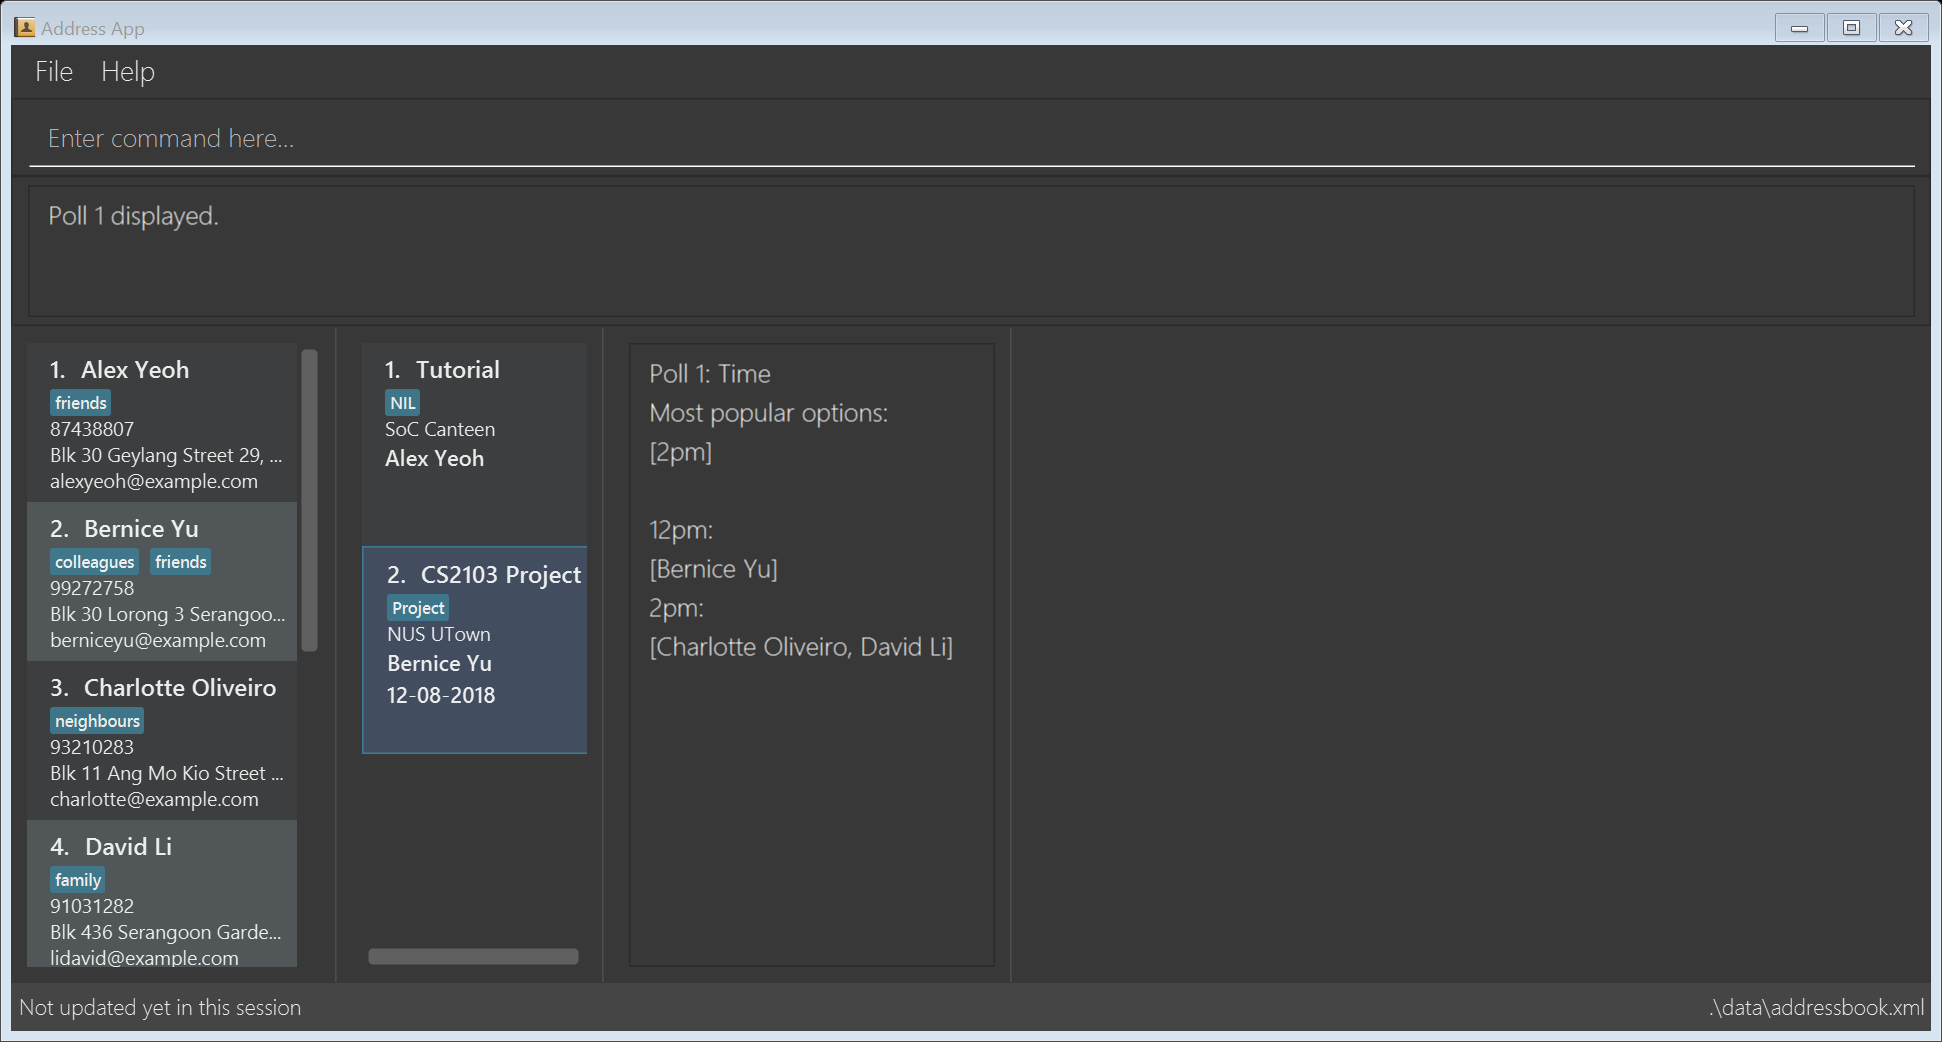 Address App
File Help
Enter command here...
Poll 1 displayed.
1. Alex Yeoh
friends
87438807
Blk 30 Geylang Street 29, ...
alexyeoh@example.com
2. Bernice Yu
colleagues friends
99272758
Blk 30 Lorong 3 Serangoo...
berniceyu@example.com
3. Charlotte Oliveiro
neighbours
93210283
Blk 11 Ang Mo Kio Street ...
charlotte@example.com
4. David Li
family
91031282
Blk 436 Serangoon Garde...
lidavid@example.com
1. Tutorial
NIL
SoC Canteen
Alex Yeoh
2. CS2103 Project
Project
NUS UTown
Bernice Yu
12-08-2018
Poll 1: Time
Most popular options:
[2pm]
12pm:
[Bernice Yu]
2pm:
[Charlotte Oliveiro, David Li]
Not updated yet in this session
.\data\addressbook.xml